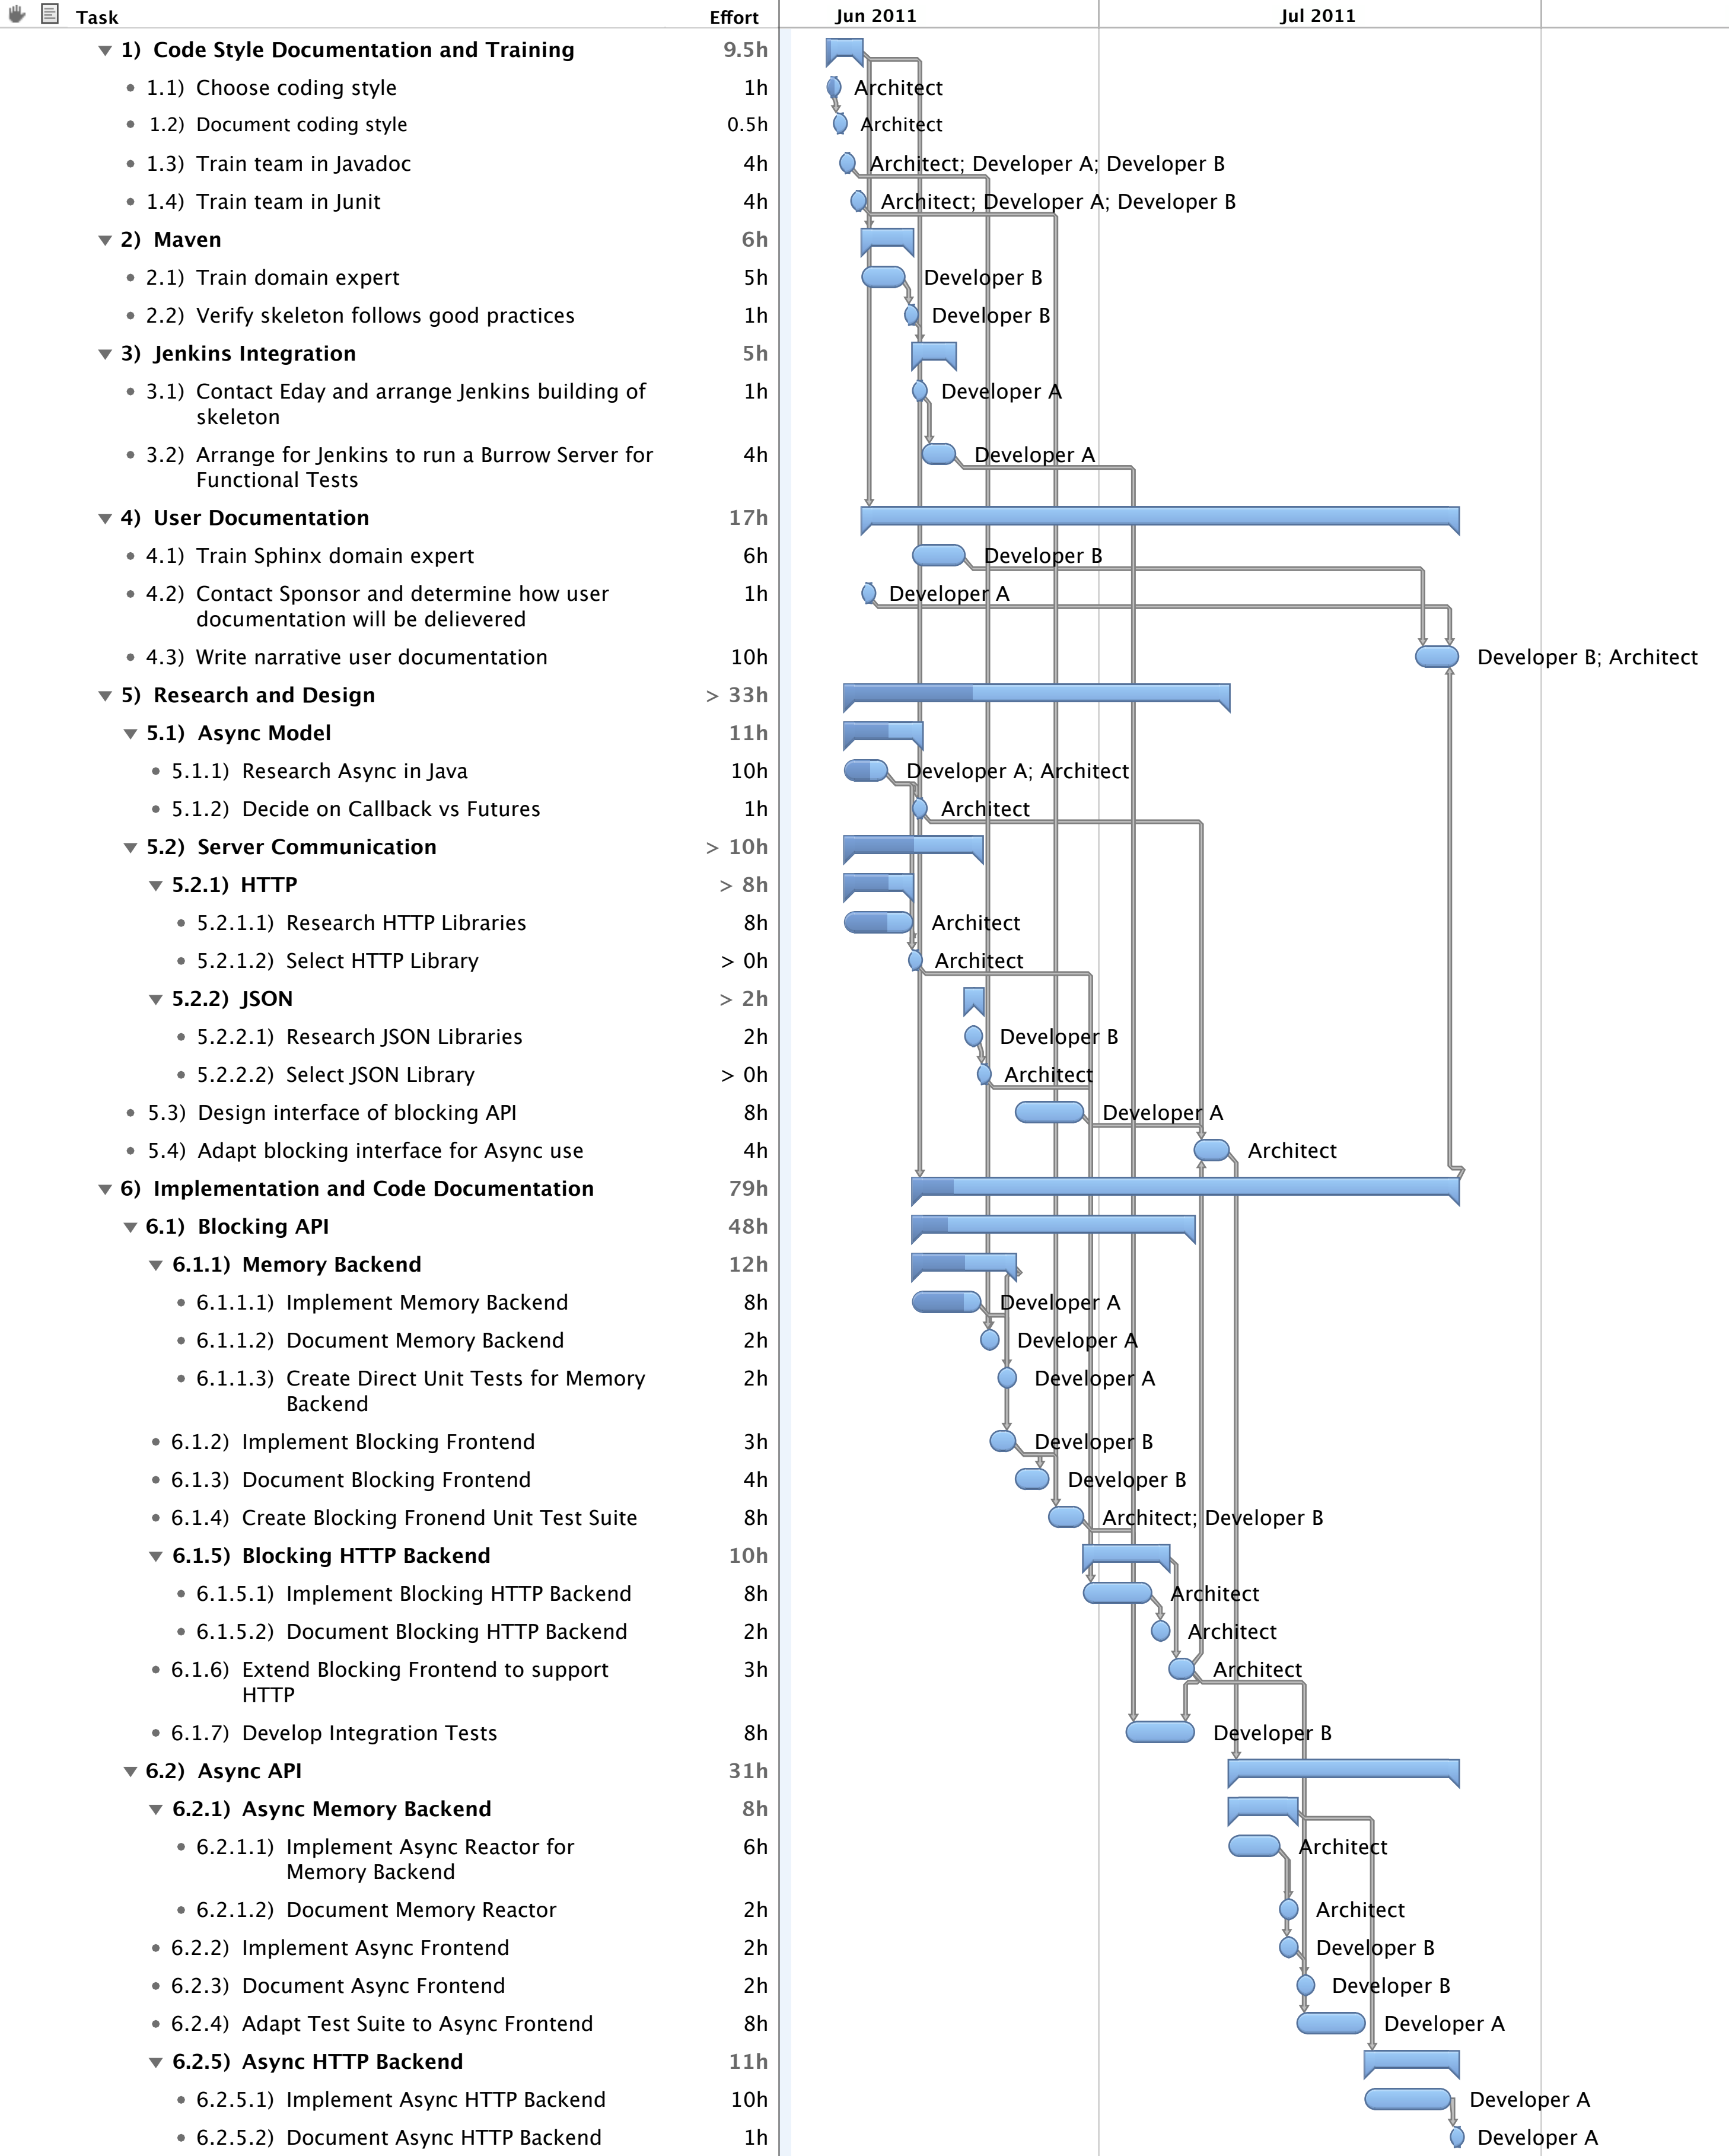 Task Effort Jun 2011 Jul 2011
1) Code Style Documentation and Training 9.5h
1.1) Choose coding style 1h Architect
1.2) Document coding style 0.5h Architect
1.3) Train team in Javadoc 4h Architect; Developer A; Developer B
1.4) Train team in Junit 4h Architect; Developer A; Developer B
2) Maven 6h
2.1) Train domain expert 5h Developer B
2.2) Verify skeleton follows good practices 1h Developer B
3) Jenkins Integration 5h
3.1) Contact Eday and arrange Jenkins building of 1h Developer A
skeleton
3.2) Arrange for Jenkins to run a Burrow Server for 4h Developer A
Functional Tests
4) User Documentation 17h
4.1) Train Sphinx domain expert 6h Developer B
4.2) Contact Sponsor and determine how user 1h Developer A
documentation will be delievered
4.3) Write narrative user documentation 10h Developer B; Architect
5) Research and Design > 33h
5.1) Async Model 11h
5.1.1) Research Async in Java 10h Developer A; Architect
5.1.2) Decide on Callback vs Futures 1h Architect
5.2) Server Communication > 10h
5.2.1) HTTP > 8h
5.2.1.1) Research HTTP Libraries 8h Architect
5.2.1.2) Select HTTP Library > 0h Architect
5.2.2) JSON > 2h
5.2.2.1) Research JSON Libraries 2h Developer B
5.2.2.2) Select JSON Library > 0h Architect
5.3) Design interface of blocking API 8h Developer A
5.4) Adapt blocking interface for Async use 4h Architect
6) Implementation and Code Documentation 79h
6.1) Blocking API 48h
6.1.1) Memory Backend 12h
6.1.1.1) Implement Memory Backend 8h Developer A
6.1.1.2) Document Memory Backend 2h Developer A
6.1.1.3) Create Direct Unit Tests for Memory 2h Developer A
Backend
6.1.2) Implement Blocking Frontend 3h Developer B
6.1.3) Document Blocking Frontend 4h Developer B
6.1.4) Create Blocking Fronend Unit Test Suite 8h Architect; Developer B
6.1.5) Blocking HTTP Backend 10h
6.1.5.1) Implement Blocking HTTP Backend 8h Architect
6.1.5.2) Document Blocking HTTP Backend 2h Architect
6.1.6) Extend Blocking Frontend to support 3h Architect
HTTP
6.1.7) Develop Integration Tests 8h Developer B
6.2) Async API 31h
6.2.1) Async Memory Backend 8h
6.2.1.1) Implement Async Reactor for 6h Architect
Memory Backend
6.2.1.2) Document Memory Reactor 2h Architect
6.2.2) Implement Async Frontend 2h Developer B
6.2.3) Document Async Frontend 2h Developer B
6.2.4) Adapt Test Suite to Async Frontend 8h Developer A
6.2.5) Async HTTP Backend 11h
6.2.5.1) Implement Async HTTP Backend 10h Developer A
6.2.5.2) Document Async HTTP Backend 1h Developer A